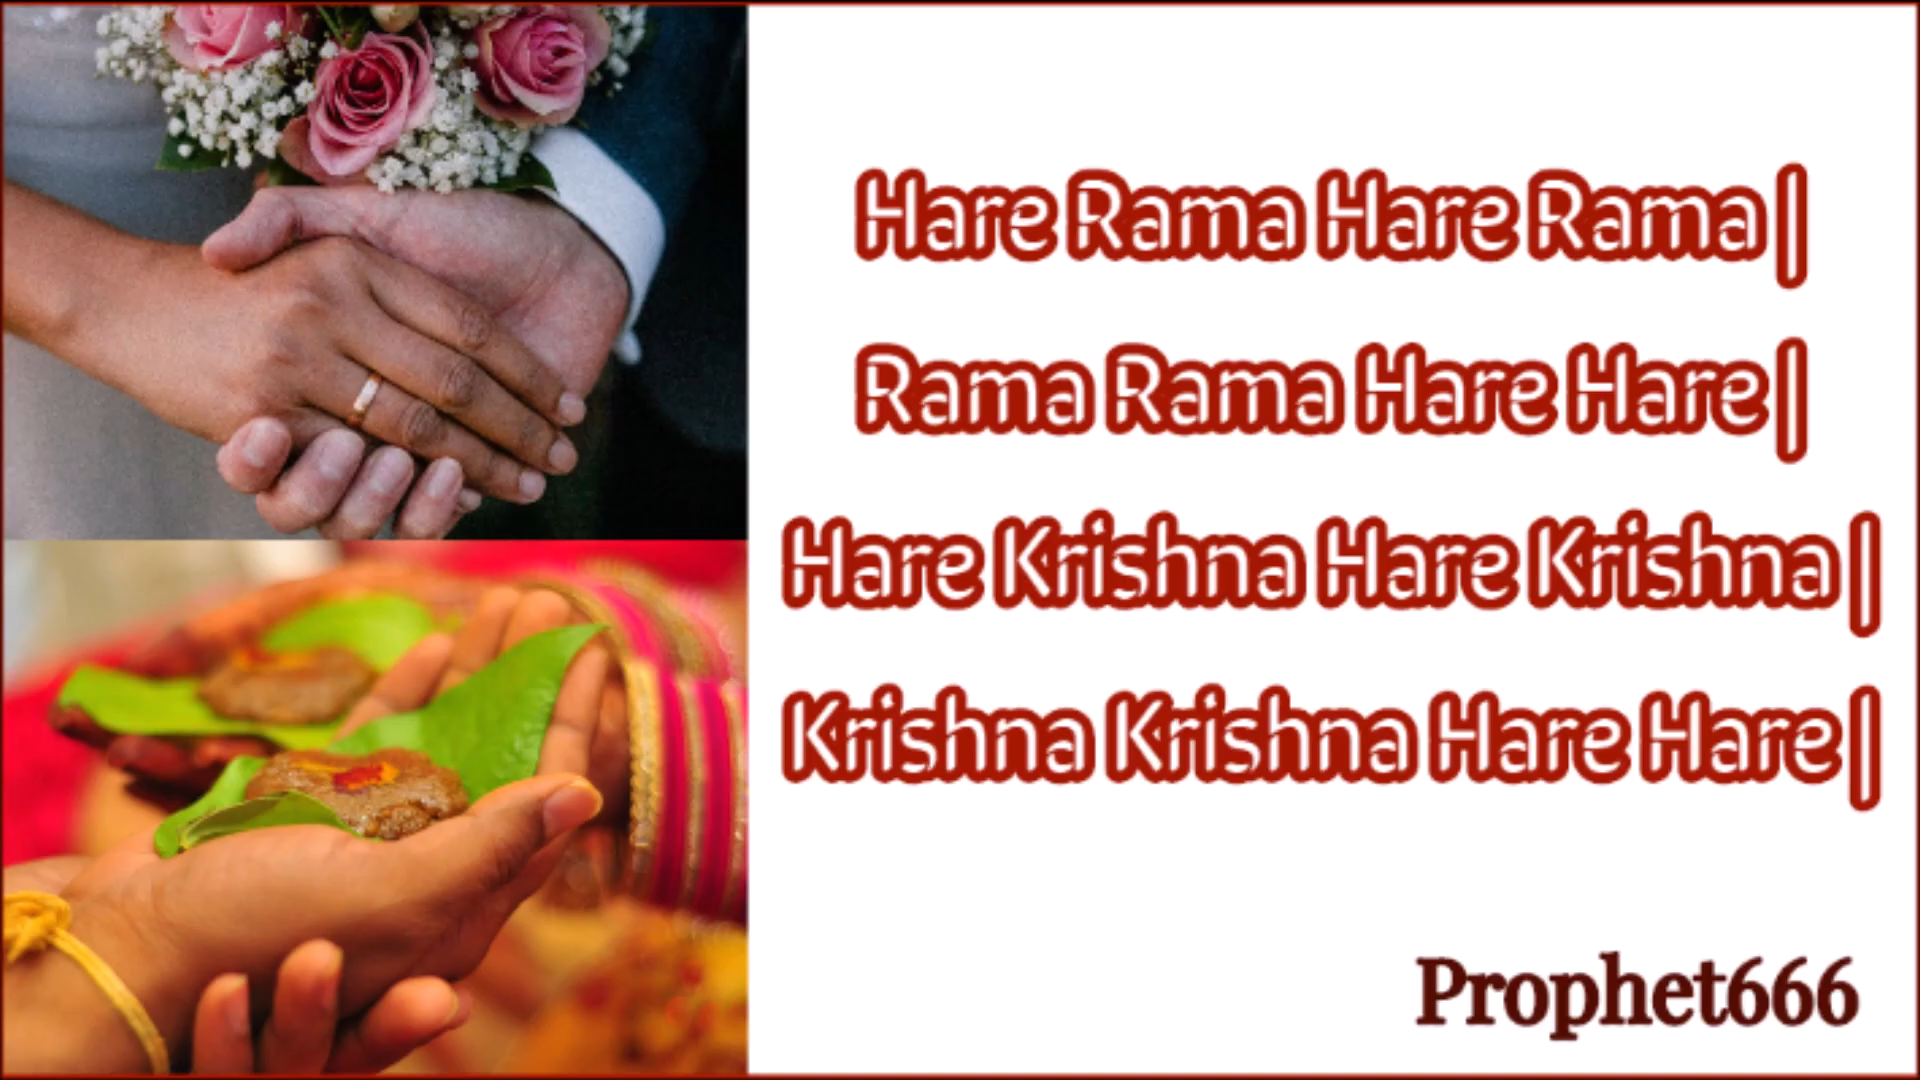 Hare Rama Hare Rama |
Rama Rama Hare Hare |
Hare Krishna Hare Krishna |
Krishna Krishna Hare Hare |
Prophet666